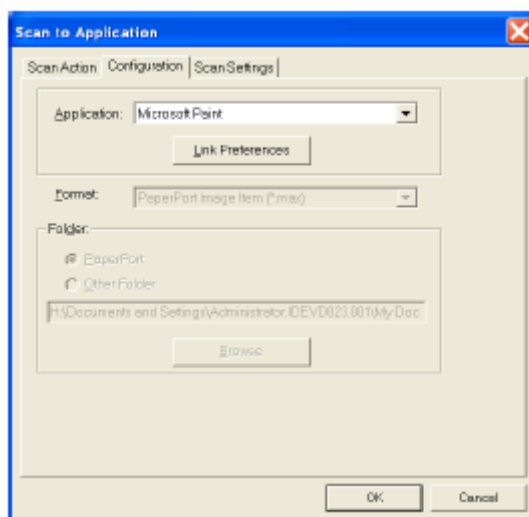 Scan to Application
Scan Action Configuration Scan Settings
Application: Microsoft Paint
Link Preferences
Format: PaperPort Image Item (*.max)
Folder:
PaperPort
Other Folder
H:\Documents and Settings\Administrator.IDEVD023.001\My Doc
Browse
OK Cancel